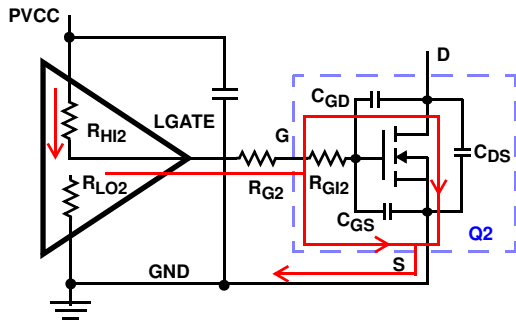 PVCC
D
CGD
RHI2
LGATE
G
CDS
RLO2
RG2
RGI2
CGS
Q2
GND
S